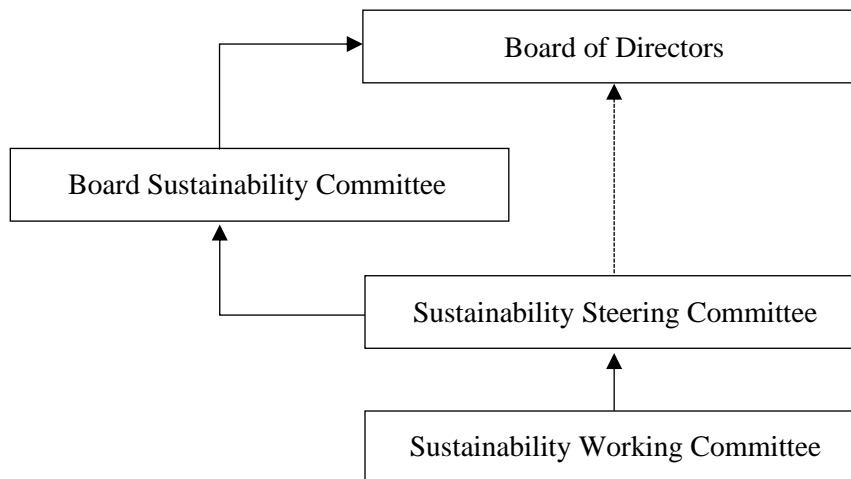 Board of Directors
Board Sustainability Committee
Sustainability Steering Committee
Sustainability Working Committee